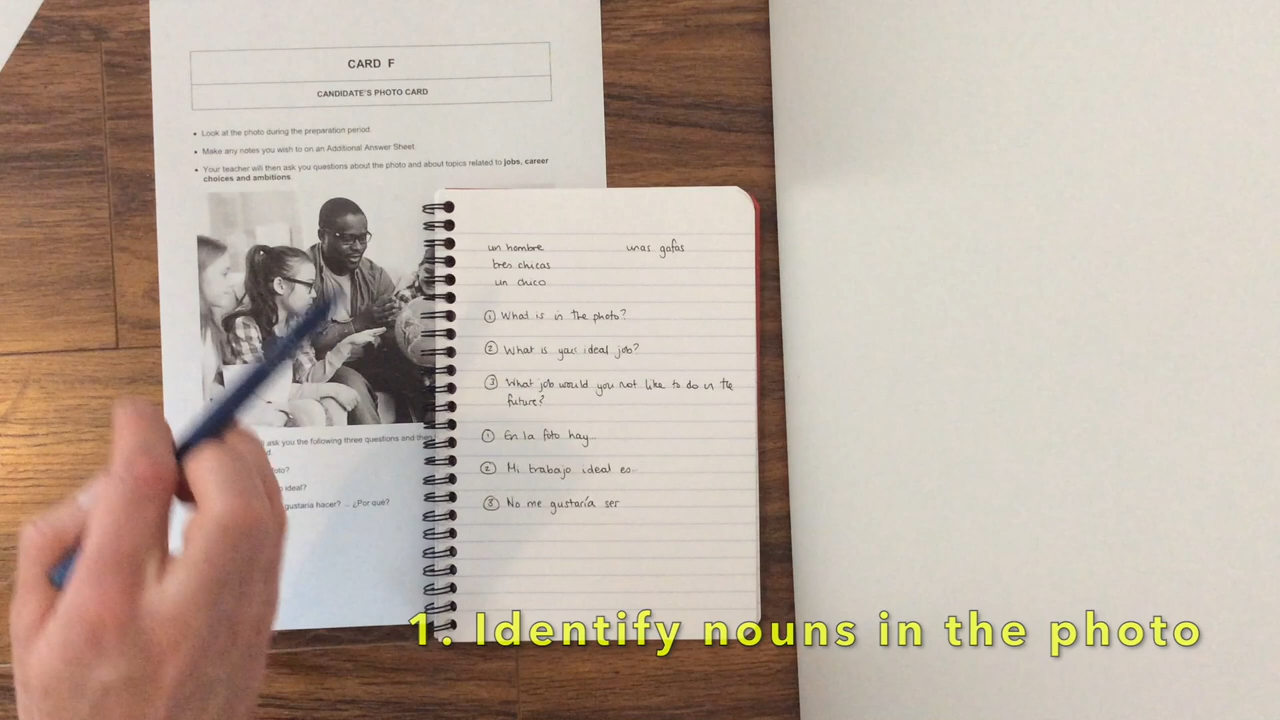 CARD F
CANDIDATE'S PHOTO CARD
• Look at the photo during the preparation period.
• Make any notes you wish to on an Additional Answer Sheet.
• Your teacher will then ask you questions about the photo and about topics related to jobs, career
choices and ambitions.
ask you the following three questions and then
ideal?
gustaría hacer? ... ¿Por qué?
un hombre
unas gafas
tres chicas
un chico
① What is in the photo?
② What is your ideal job?
③ What job would you not like to do in the
future?
① En la foto hay...
② Mi trabajo ideal es...
③ No me gustaría ser
1. Identify nouns in the photo